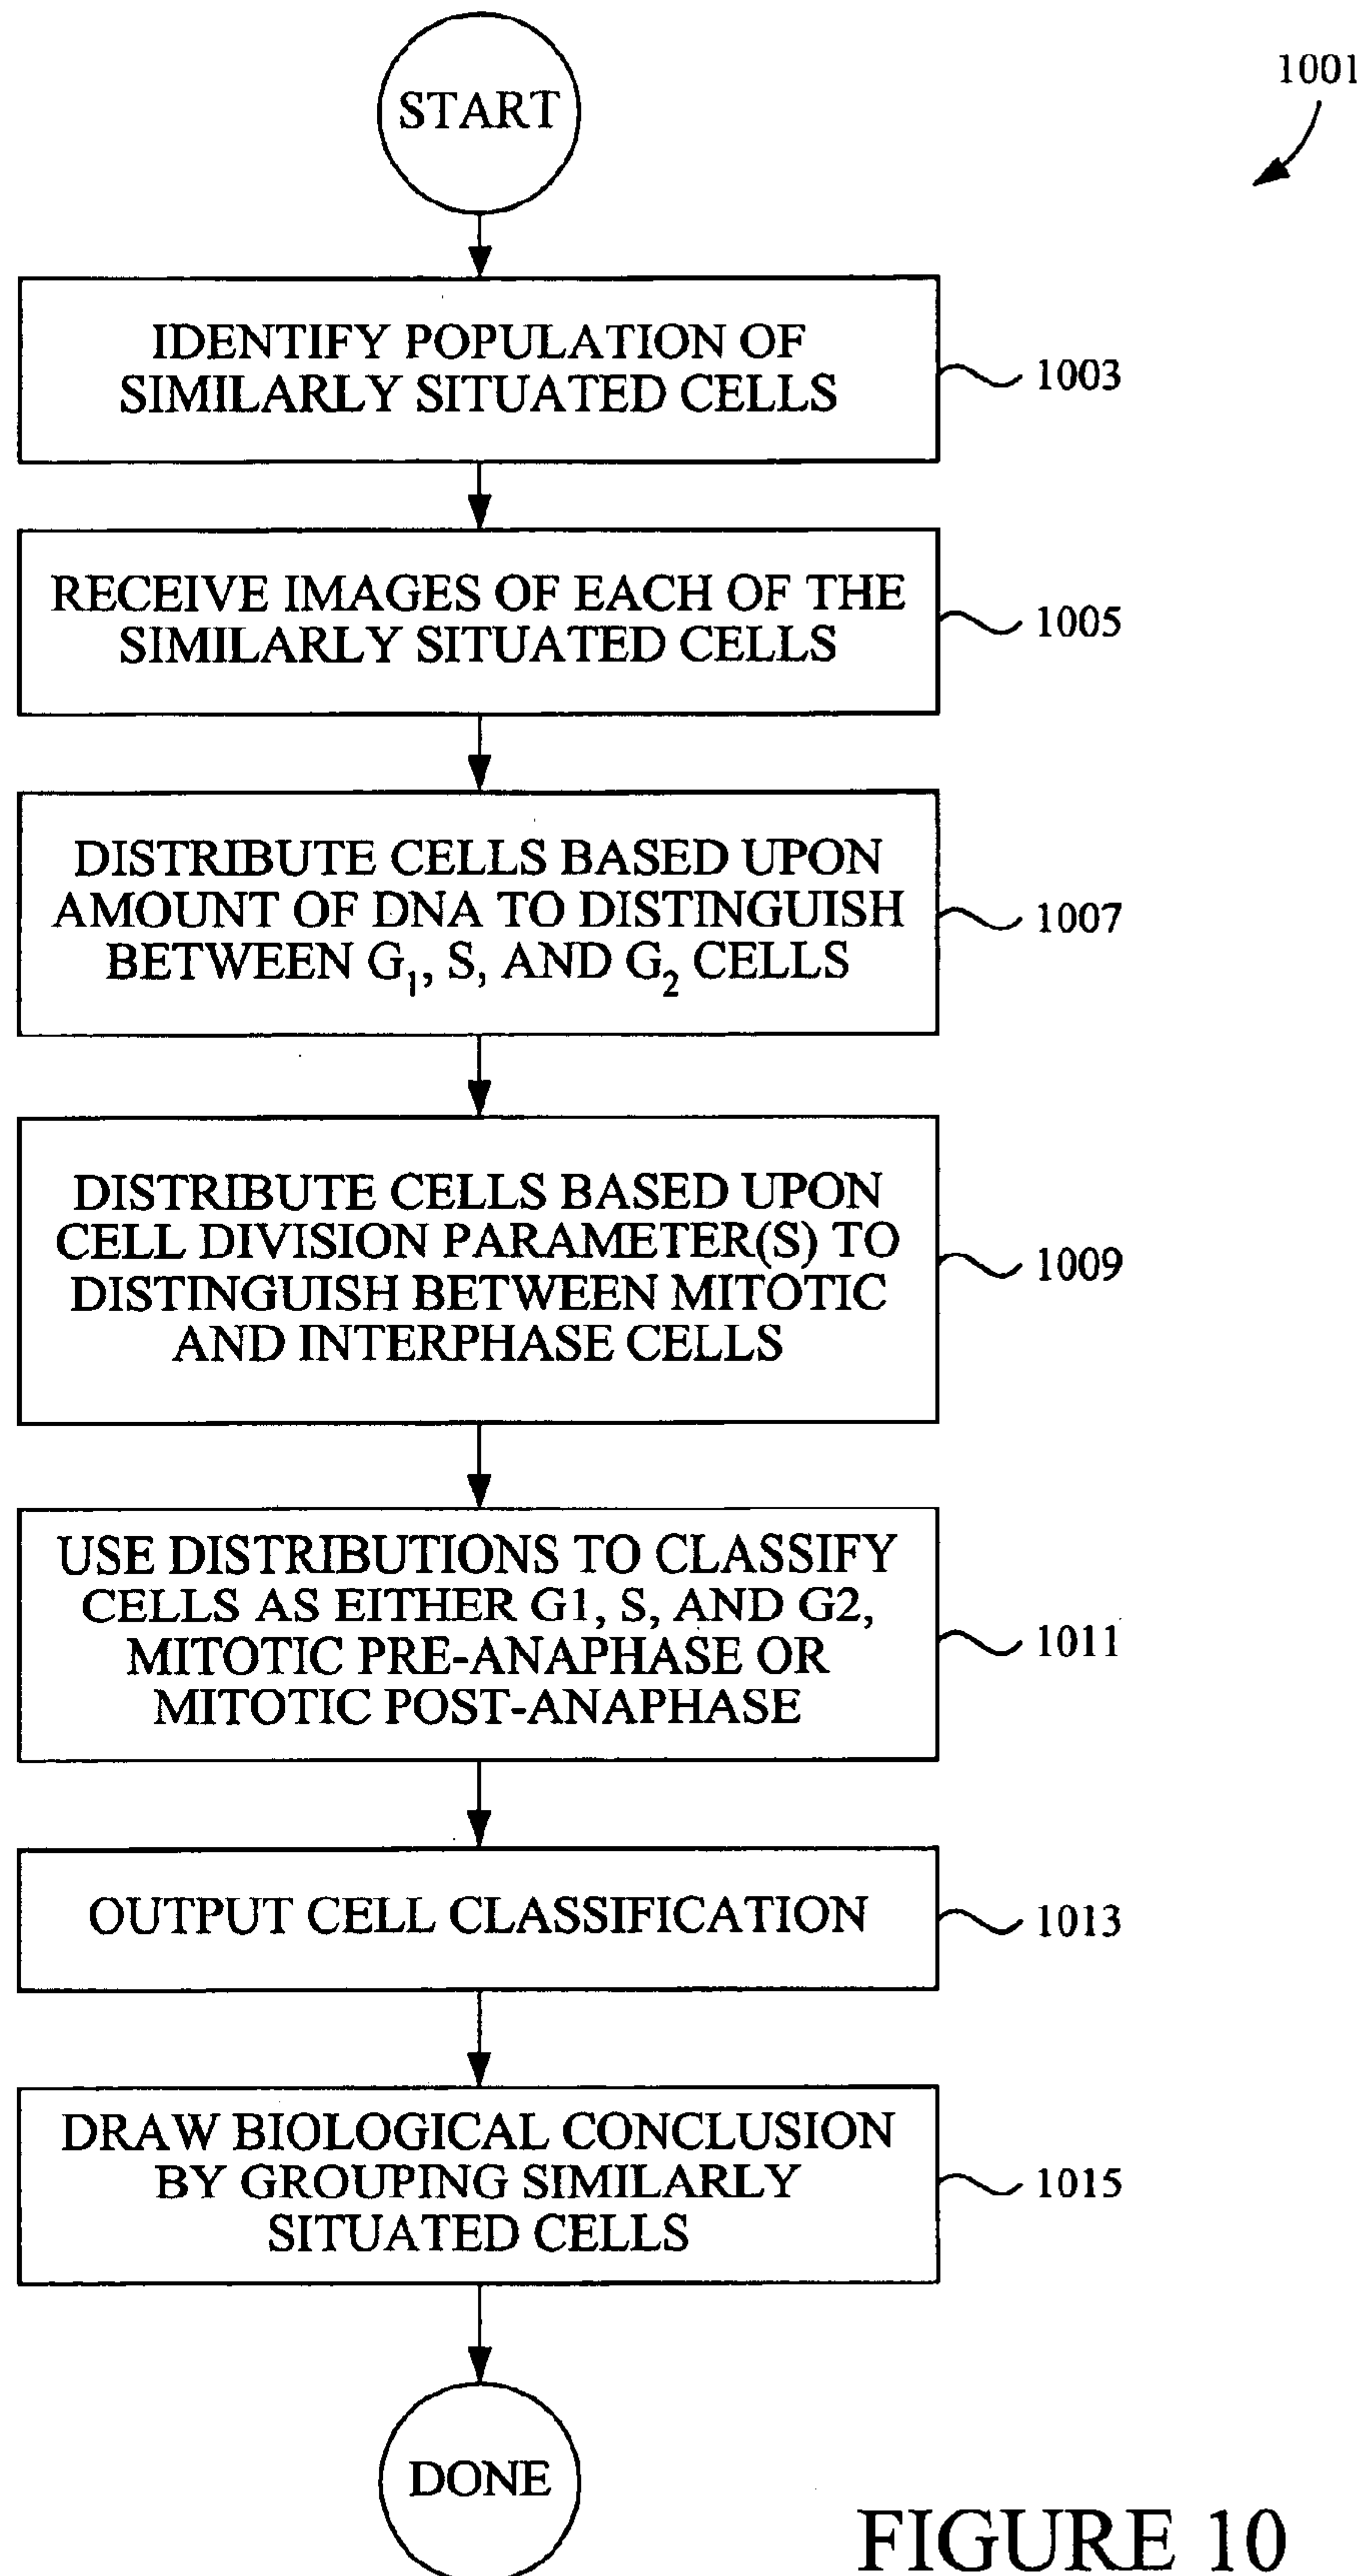 START
1001
IDENTIFY POPULATION OF
SIMILARLY SITUATED CELLS
1003
RECEIVE IMAGES OF EACH OF THE
SIMILARLY SITUATED CELLS
1005
DISTRIBUTE CELLS BASED UPON
AMOUNT OF DNA TO DISTINGUISH
BETWEEN G₁, S, AND G₂ CELLS
1007
DISTRIBUTE CELLS BASED UPON
CELL DIVISION PARAMETER(S) TO
DISTINGUISH BETWEEN MITOTIC
AND INTERPHASE CELLS
1009
USE DISTRIBUTIONS TO CLASSIFY
CELLS AS EITHER G1, S, AND G2,
MITOTIC PRE-ANAPHASE OR
MITOTIC POST-ANAPHASE
1011
OUTPUT CELL CLASSIFICATION
1013
DRAW BIOLOGICAL CONCLUSION
BY GROUPING SIMILARLY
SITUATED CELLS
1015
DONE
FIGURE 10